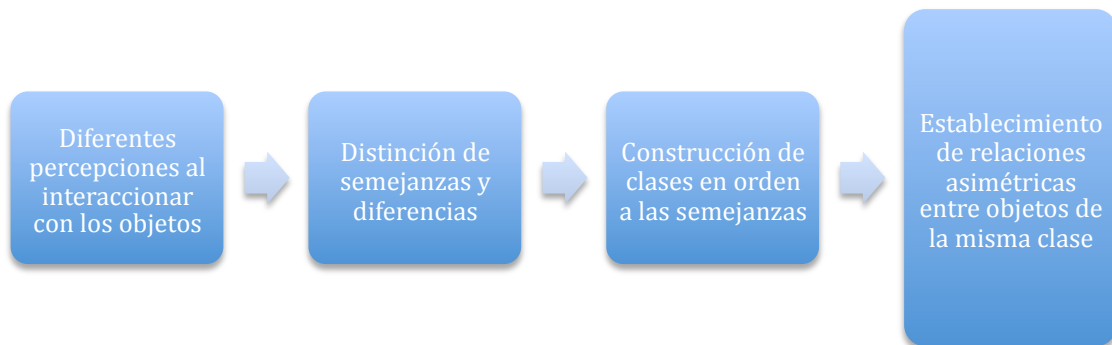 Diferentes
percepciones al
interaccionar
con los objetos
Distinción de
semejanzas y
diferencias
Construcción de
clases en orden
a las semejanzas
Establecimiento
de relaciones
asimétricas
entre objetos de
la misma clase